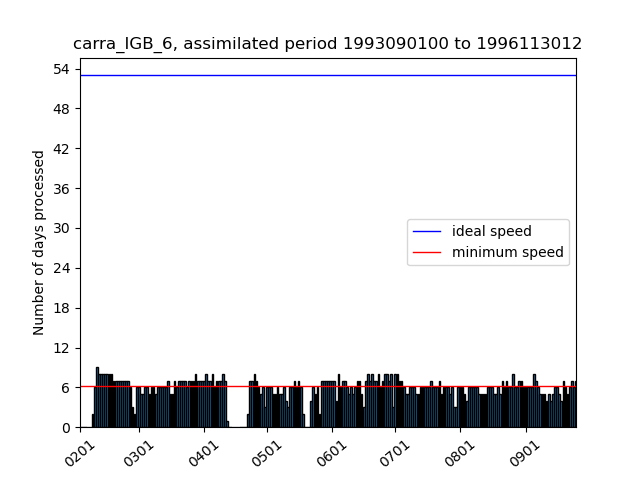 carra_IGB_6, assimilated period 1993090100 to 1996113012
54
48
42
36
30
24
18
12
6
0
Number of days processed
ideal speed
minimum speed
0201 0301 0401 0501 0601 0701 0801 0901